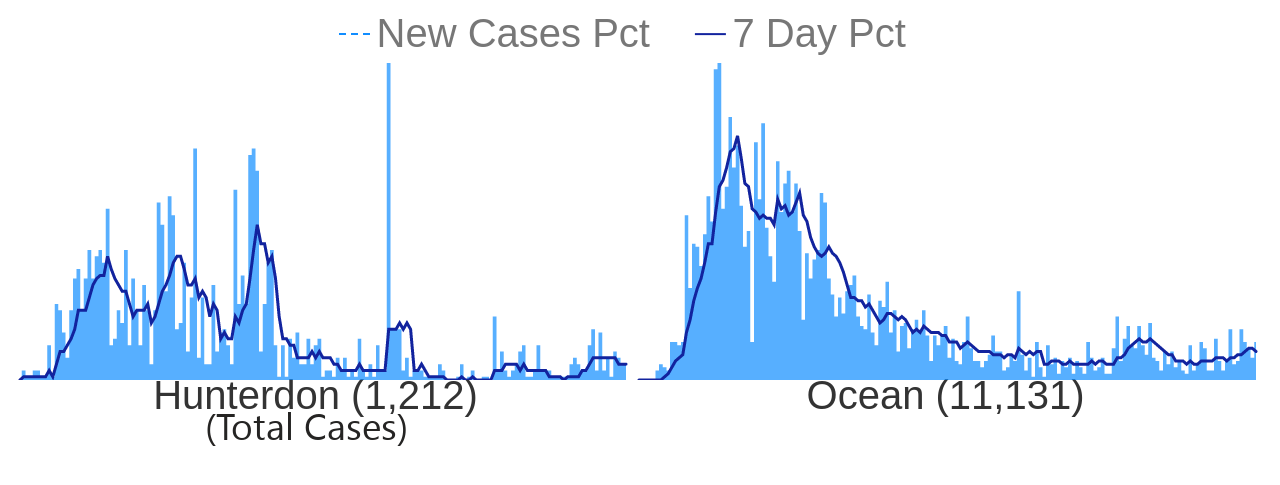 New Cases Pct 7 Day Pct
Hunterdon (1,212) Ocean (11,131)
(Total Cases)